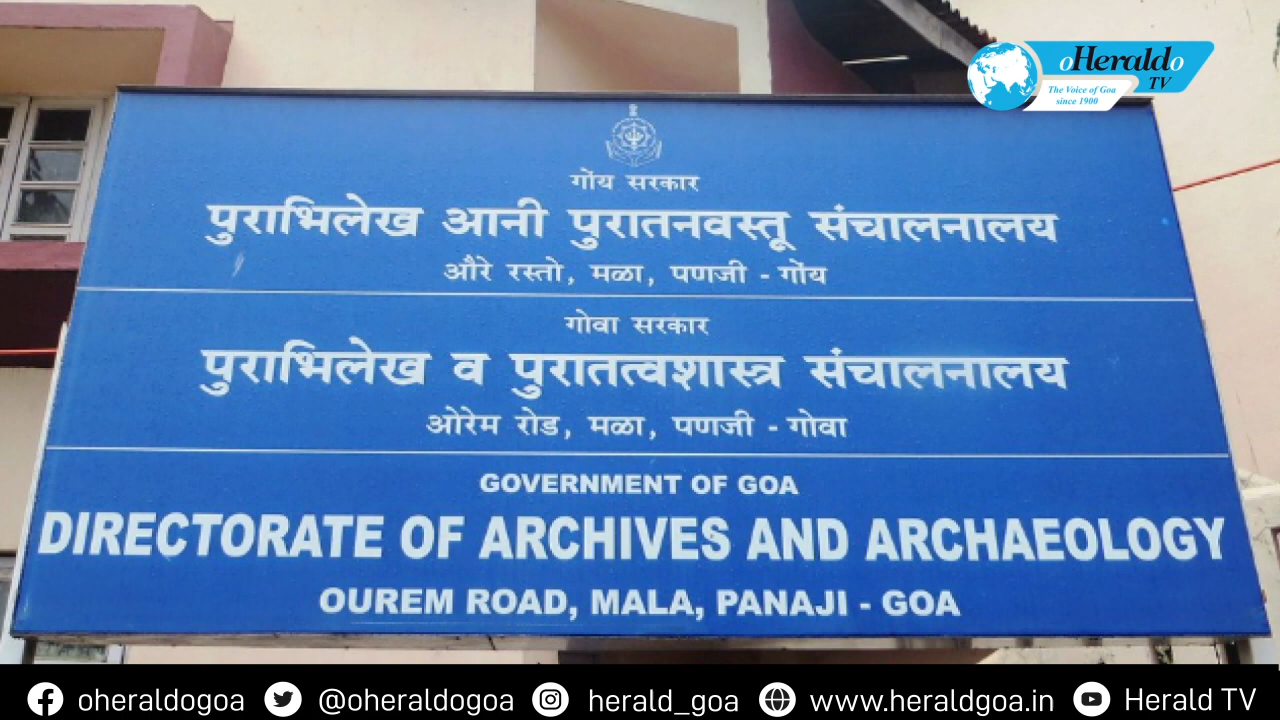 oHeraldo
TV
The Voice of Goa
since 1900
गोंय सरकार
पुराभिलेख आनी पुरातनवस्तू संचालनालय
औरे रस्तो, मळा, पणजी - गोंय
गोवा सरकार
पुराभिलेख व पुरातत्वशास्त्र संचालनालय
ओरेम रोड, मळा, पणजी - गोवा
GOVERNMENT OF GOA
DIRECTORATE OF ARCHIVES AND ARCHAEOLOGY
OUREM ROAD, MALA, PANAJI - GOA
oheraldogoa @oheraldogoa herald_goa www.heraldgoa.in Herald TV